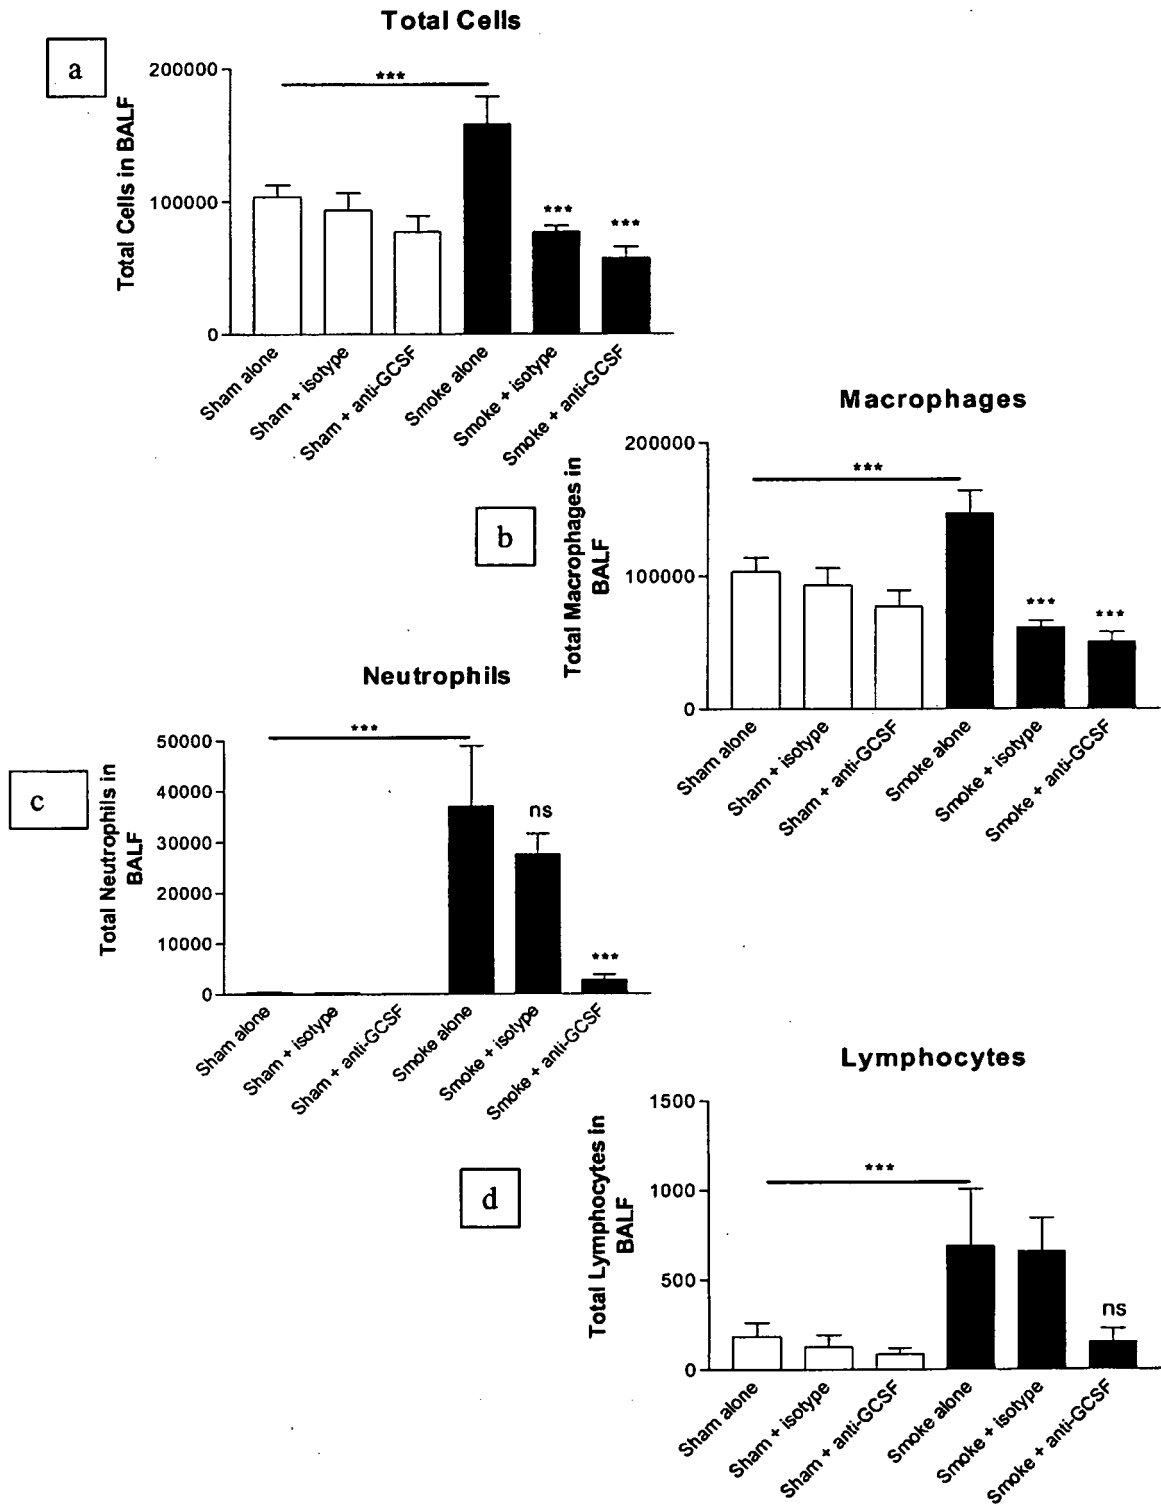 Total Cells
a
Total Cells in BALF
200000
100000
0
***
***
***
Sham alone
Sham + isotype
Sham + anti-GCSF
Smoke alone
Smoke + isotype
Smoke + anti-GCSF
Macrophages
b
Total Macrophages in
BALF
200000
100000
0
***
***
***
Sham alone
Sham + isotype
Sham + anti-GCSF
Smoke alone
Smoke + isotype
Smoke + anti-GCSF
Neutrophils
c
Total Neutrophils in
BALF
50000
40000
30000
20000
10000
0
***
ns
***
Sham alone
Sham + isotype
Sham + anti-GCSF
Smoke alone
Smoke + isotype
Smoke + anti-GCSF
Lymphocytes
d
Total Lymphocytes in
BALF
1500
1000
500
0
***
ns
Sham alone
Sham + isotype
Sham + anti-GCSF
Smoke alone
Smoke + isotype
Smoke + anti-GCSF